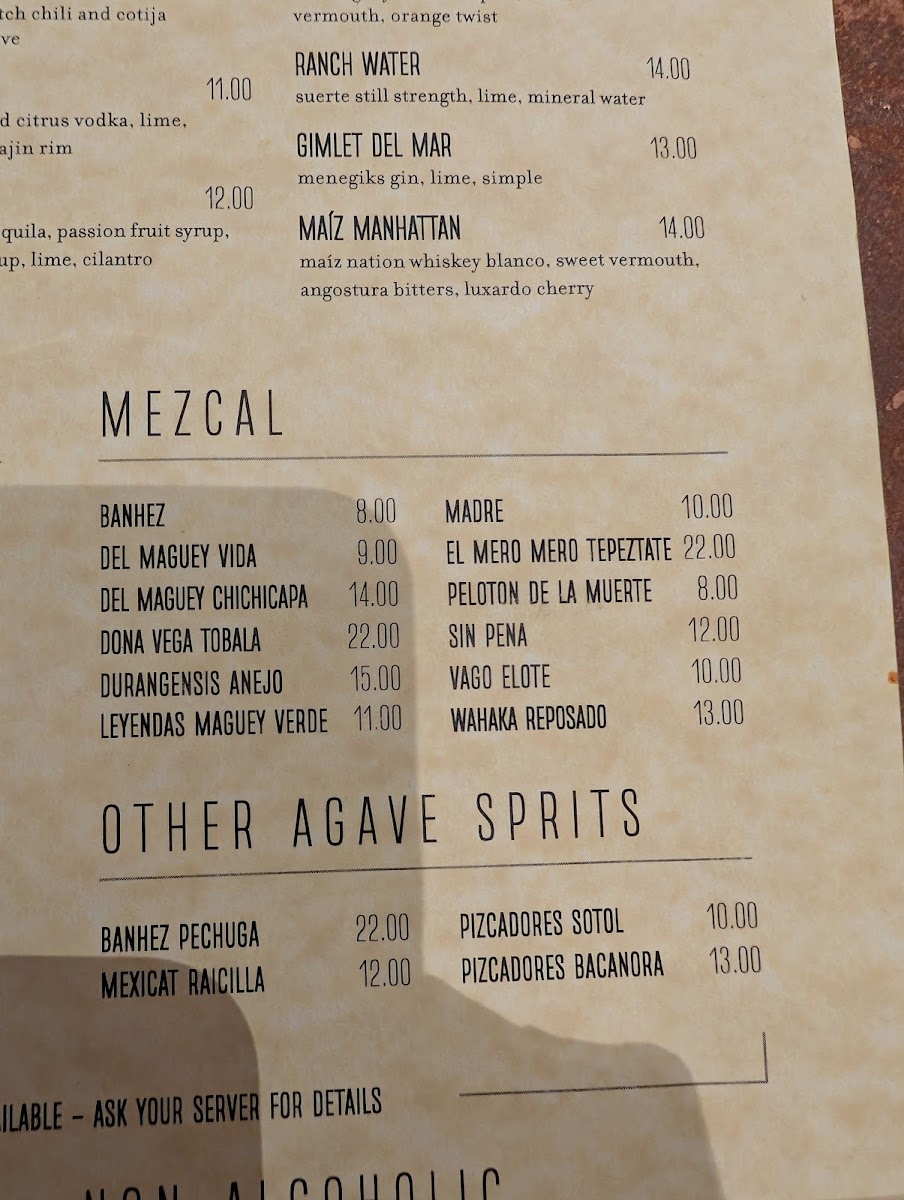 tch chili and cotija
ve
11.00
d citrus vodka, lime,
ajin rim
12.00
quila, passion fruit syrup,
up, lime, cilantro
vermouth, orange twist
RANCH WATER 14.00
suerte still strength, lime, mineral water
GIMLET DEL MAR 13.00
menegiks gin, lime, simple
MAÍZ MANHATTAN 14.00
maíz nation whiskey blanco, sweet vermouth,
angostura bitters, luxardo cherry
MEZCAL
BANHEZ 8.00
DEL MAGUEY VIDA 9.00
DEL MAGUEY CHICHICAPA 14.00
DONA VEGA TOBALA 22.00
DURANGENSIS ANEJO 15.00
LEYENDAS MAGUEY VERDE 11.00
MADRE 10.00
EL MERO MERO TEPEZTATE 22.00
PELOTON DE LA MUERTE 8.00
SIN PENA 12.00
VAGO ELOTE 10.00
WAHAKA REPOSADO 13.00
OTHER AGAVE SPRITS
BANHEZ PECHUGA 22.00
MEXICAT RAICILLA 12.00
PIZCADORES SOTOL 10.00
PIZCADORES BACANORA 13.00
ILABLE – ASK YOUR SERVER FOR DETAILS
NON ALCOHOLIC